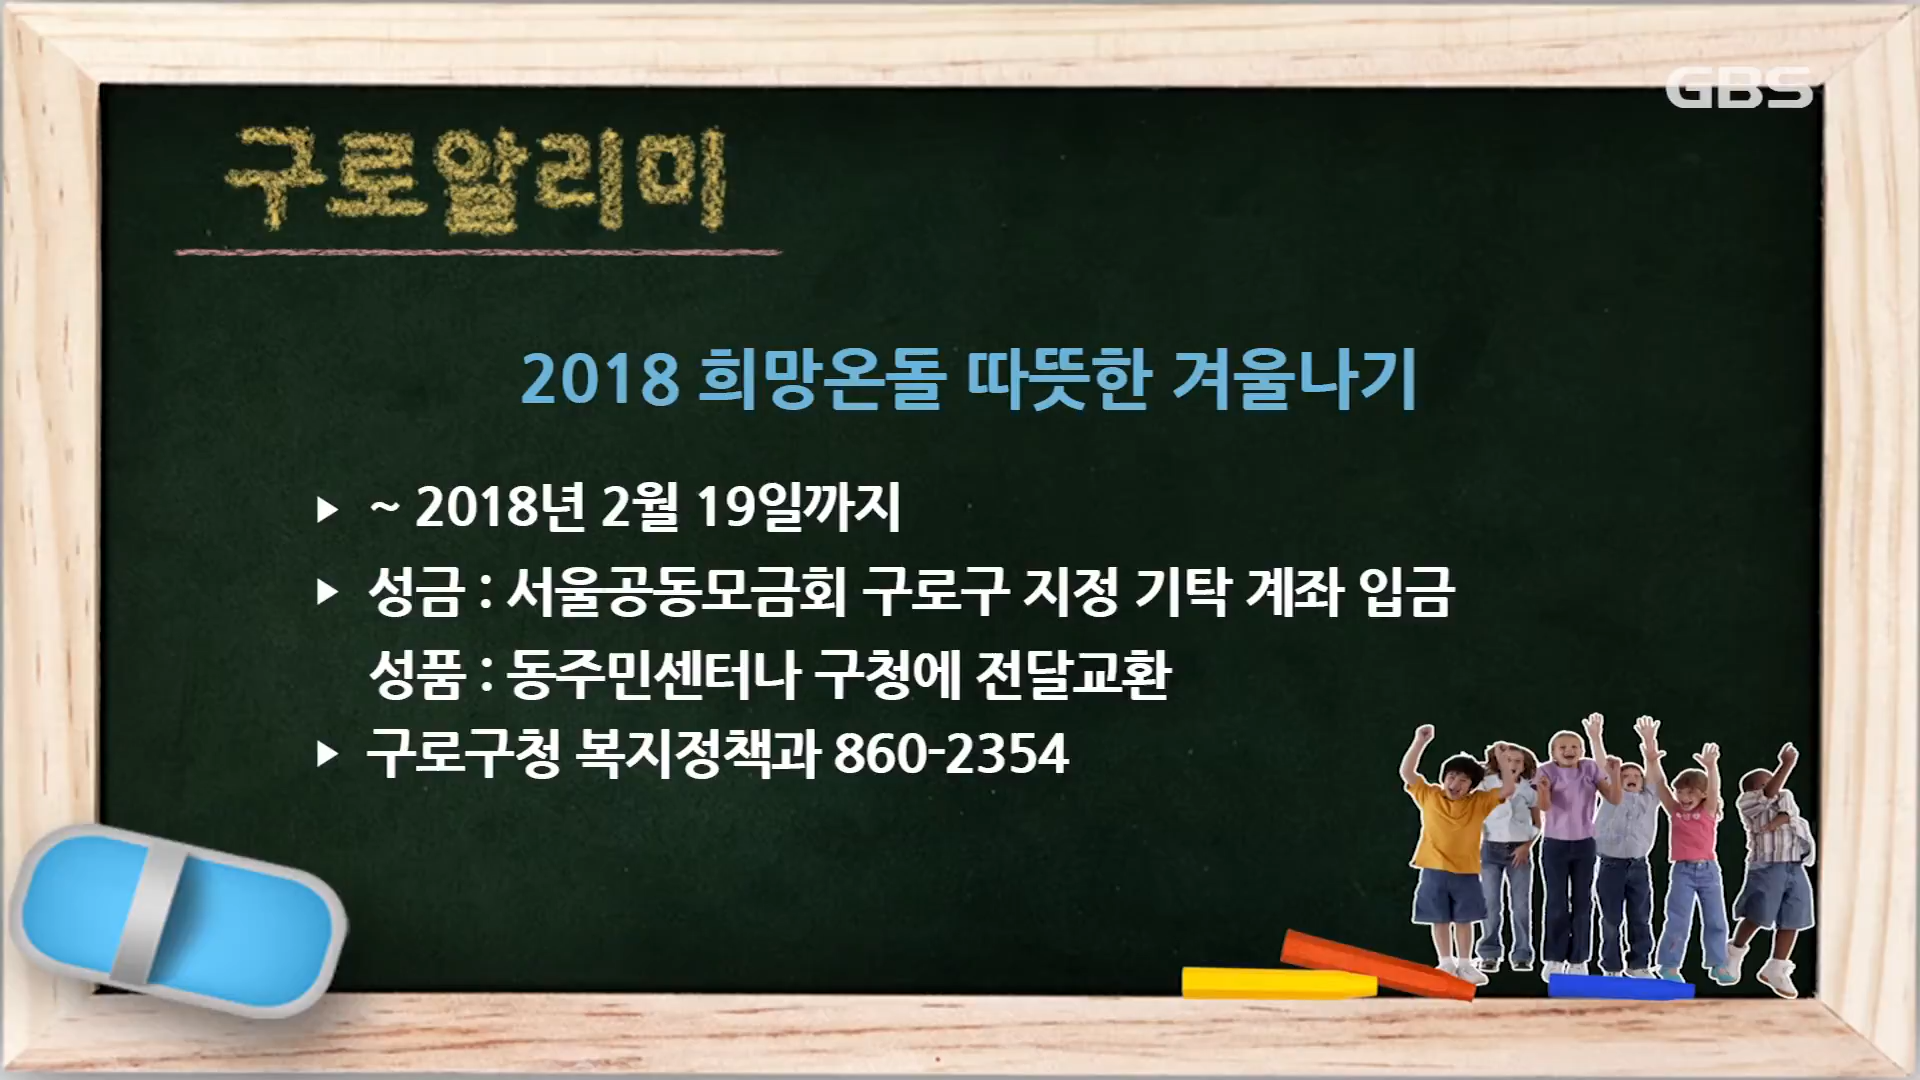 GBS
구로알리미
2018 희망온돌 따뜻한 겨울나기
▶ ~ 2018년 2월 19일까지
▶ 성금 : 서울공동모금회 구로구 지정 기탁 계좌 입금
성품 : 동주민센터나 구청에 전달교환
▶ 구로구청 복지정책과 860-2354